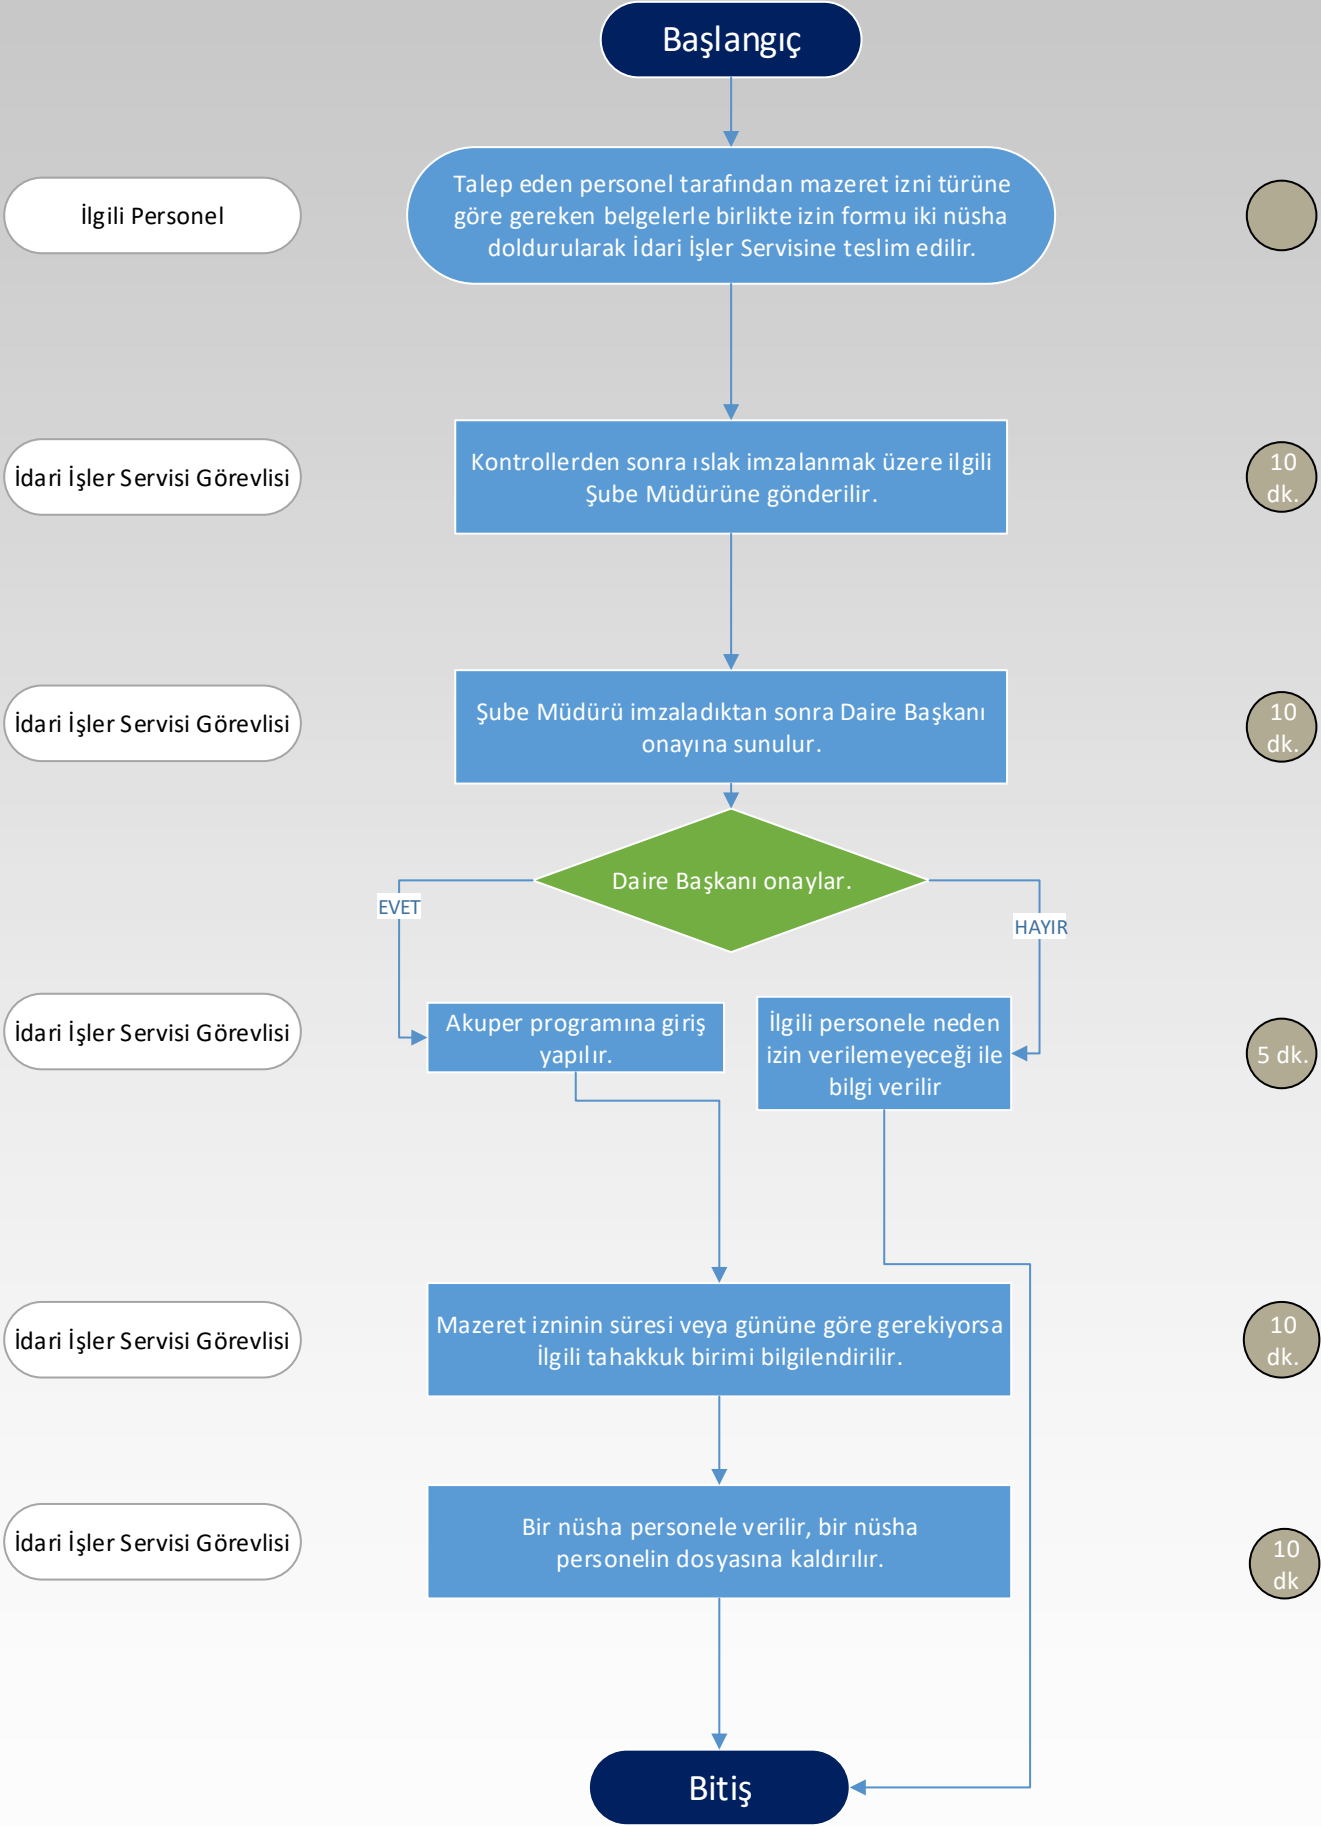 Başlangıç
İlgili Personel
Talep eden personel tarafından mazeret izni türüne
göre gereken belgelerle birlikte izin formu iki nüsha
doldurularak İdari İşler Servisine teslim edilir.
İdari İşler Servisi Görevlisi
Kontrollerden sonra ıslak imzalanmak üzere ilgili
Şube Müdürüne gönderilir.
10
dk.
İdari İşler Servisi Görevlisi
Şube Müdürü imzaladıktan sonra Daire Başkanı
onayına sunulur.
10
dk.
Daire Başkanı onaylar.
EVET
HAYIR
İdari İşler Servisi Görevlisi
Akuper programına giriş
yapılır.
İlgili personele neden
izin verilemeyeceği ile
bilgi verilir
5 dk.
İdari İşler Servisi Görevlisi
Mazeret izninin süresi veya gününe göre gerekiyorsa
İlgili tahakkuk birimi bilgilendirilir.
10
dk.
İdari İşler Servisi Görevlisi
Bir nüsha personele verilir, bir nüsha
personelin dosyasına kaldırılır.
10
dk
Bitiş